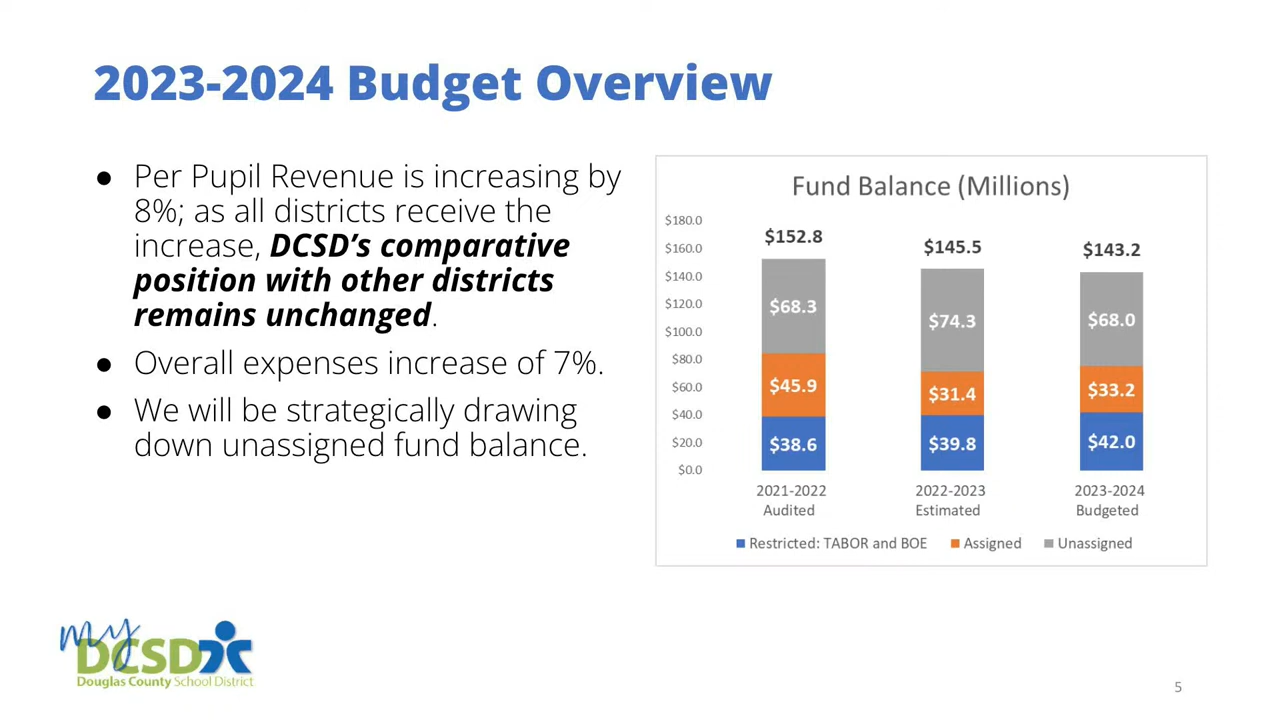 2023-2024 Budget Overview
● Per Pupil Revenue is increasing by
8%; as all districts receive the
increase, DCSD’s comparative
position with other districts
remains unchanged.
● Overall expenses increase of 7%.
● We will be strategically drawing
down unassigned fund balance.
Fund Balance (Millions)
$180.0
$160.0
$140.0
$120.0
$100.0
$80.0
$60.0
$40.0
$20.0
$0.0
$152.8
$68.3
$45.9
$38.6
$145.5
$74.3
$31.4
$39.8
$143.2
$68.0
$33.2
$42.0
2021-2022
Audited
2022-2023
Estimated
2023-2024
Budgeted
Restricted: TABOR and BOE Assigned Unassigned
my
DCSD
Douglas County School District
5